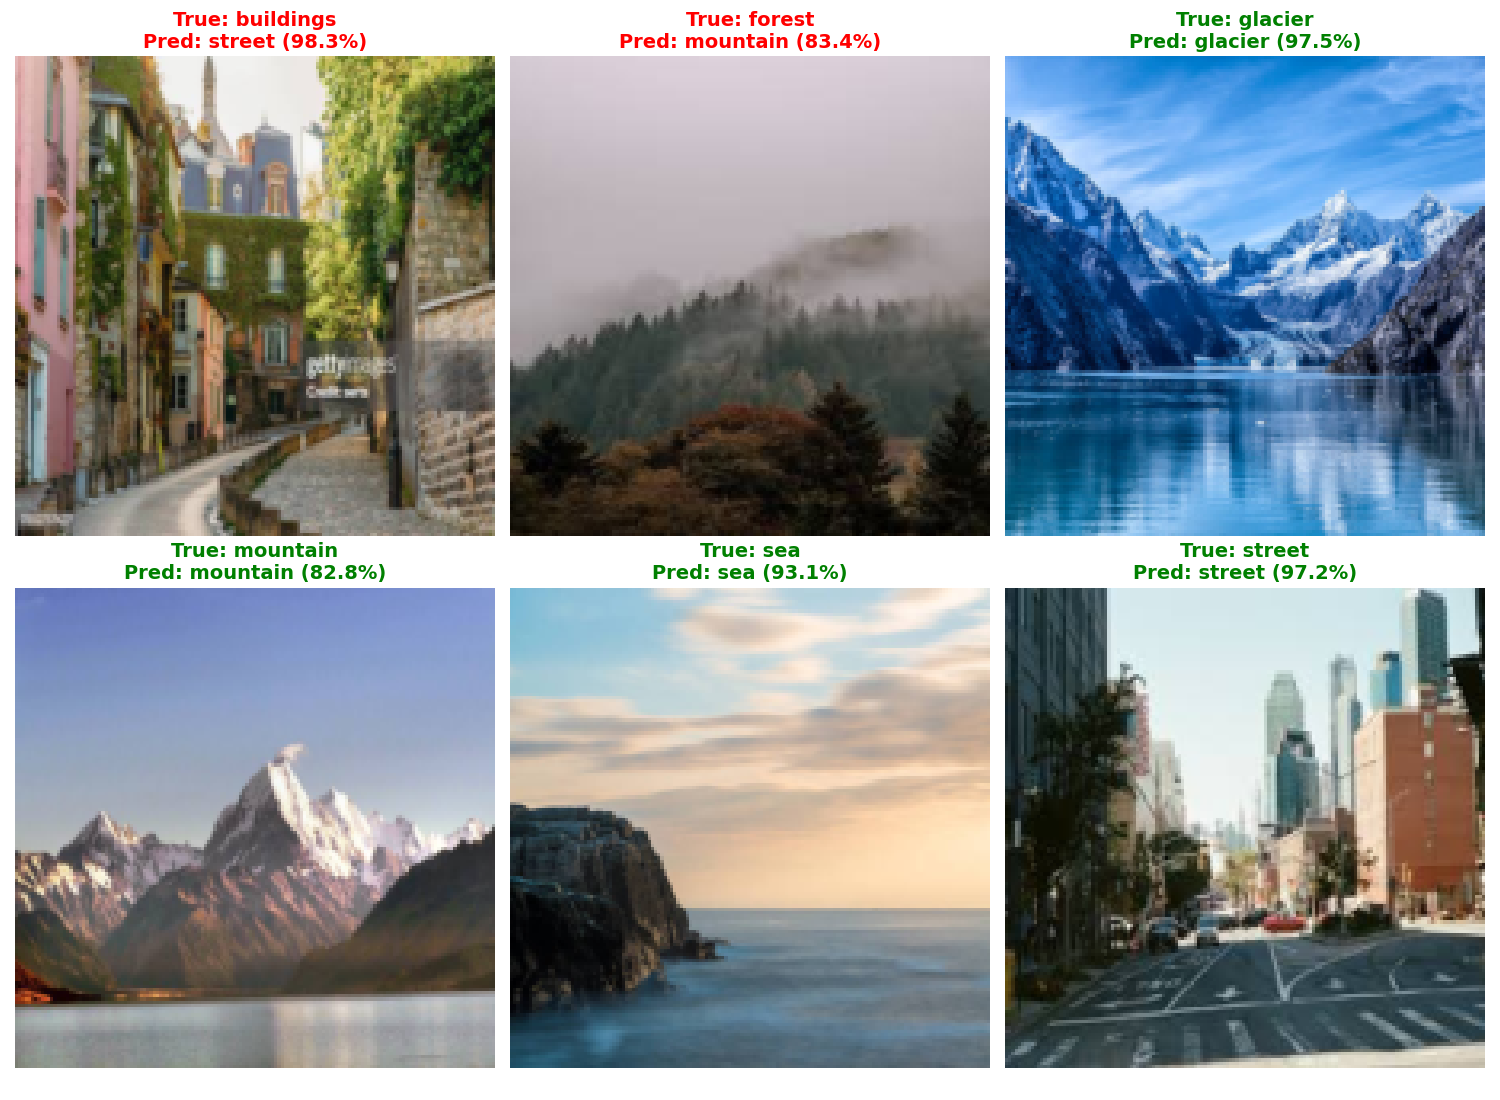 True: buildings
Pred: street (98.3%)
True: forest
Pred: mountain (83.4%)
True: glacier
Pred: glacier (97.5%)
gettyimages
Credit:
True: mountain
Pred: mountain (82.8%)
True: sea
Pred: sea (93.1%)
True: street
Pred: street (97.2%)